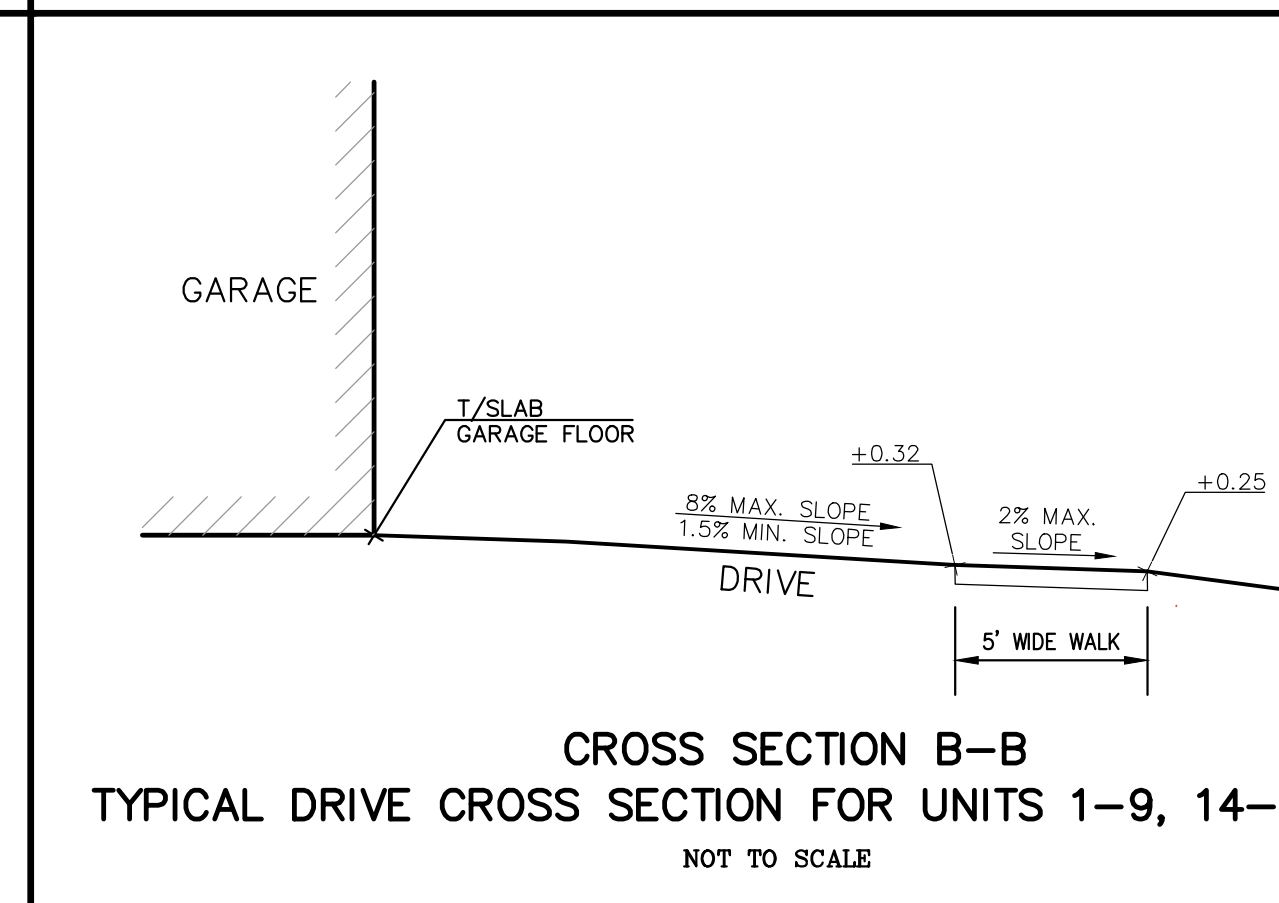 GARAGE
T/SLAB
GARAGE FLOOR
+0.32
+0.25
8% MAX. SLOPE
1.5% MIN. SLOPE
2% MAX.
SLOPE
DRIVE
5' WIDE WALK
CROSS SECTION B-B
TYPICAL DRIVE CROSS SECTION FOR UNITS 1-9, 14-
NOT TO SCALE